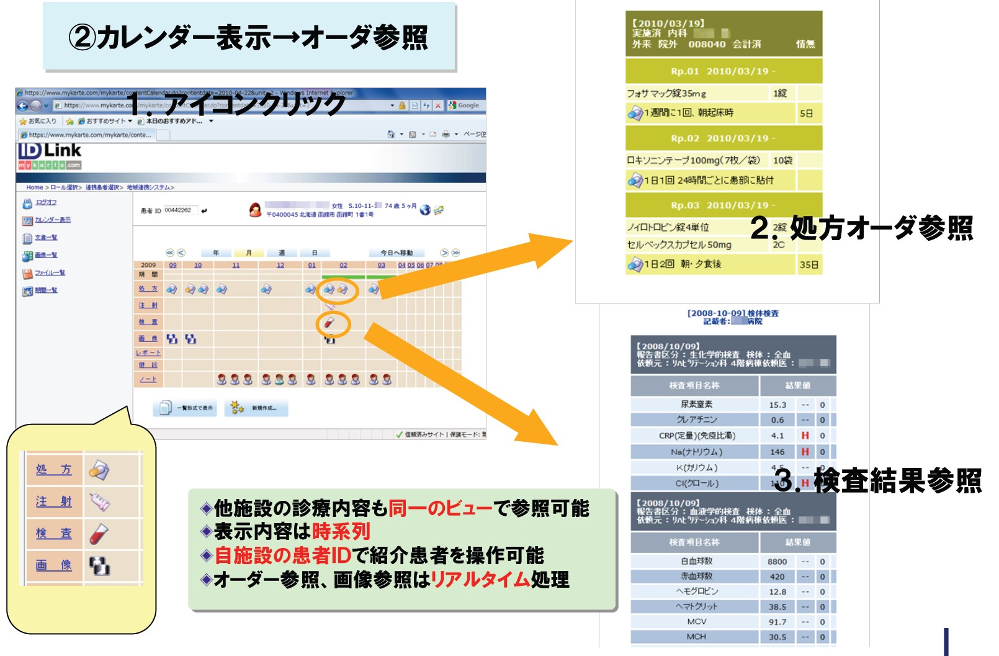 ②カレンダー表示→オーダ参照
1. アイコンクリック
https://www.mykarte.com/mykarte/contentCalendar.do?contentdate=2010-04-22&unit=2 - Windows Internet Explorer
https://www.mykarte.com/mykarte/
Google
お気に入り おすすめサイト 本日のおすすめアド...
https://www.mykarte.com/mykarte/conte...
ページ(P
ID Link
mykarte.com
Home > ロール選択> 連携患者選択> 地域連携システム>
ログオフ
カレンダー表示
文書一覧
画像一覧
ファイル一覧
期間一覧
患者 ID 00442262
女性 S.10-11- 74 歳 5 ヶ月
〒0400045 北海道 函館市 函館町 1番1号
年 月 週 日 今日へ移動
2009 09 10 11 12 01 02 03 04 05 06 07
期 間
処 方
注 射
検 査
画 像
レポート
健 診
ノート
一覧形式で表示 新規作成...
信頼済みサイト | 保護モード: 無
処 方
注 射
検 査
画 像
◈他施設の診療内容も同一のビューで参照可能
◈表示内容は時系列
◈自施設の患者IDで紹介患者を操作可能
◈オーダー参照、画像参照はリアルタイム処理
【2010/03/19】
実施済 内科
外来 院外 008040 会計済 情無
Rp.01 2010/03/19 -
フォサマック錠35mg 1錠
1週間に1回、朝起床時 5日
Rp.02 2010/03/19 -
ロキソニンテープ100mg(7枚／袋) 10袋
1日1回 24時間ごとに患部に貼付
Rp.03 2010/03/19 -
ノイロトロピン錠4単位 2錠
セルベックスカプセル50mg 2C
1日2回 朝・夕食後 35日
2. 処方オーダ参照
[2008-10-09] 検体検査
記載者: 病院
【2008/10/09】
報告書区分：生化学的検査 検体：全血
依頼元：ﾘﾊﾋﾞﾘﾃｰｼｮﾝ科 4階病棟依頼医：
検査項目名称 結果値
尿素窒素 15.3 -- 0
クレアチニン 0.6 -- 0
CRP(定量)(免疫比濁) 4.1 H 0
Na(ナトリウム) 146 H 0
K(カリウム) 4.5 -- 0
Cl(クロール) 110 H
3. 検査結果参照
【2008/10/09】
報告書区分：血液学的検査 検体：全血
依頼元：ﾘﾊﾋﾞﾘﾃｰｼｮﾝ科 4階病棟依頼医：
検査項目名称 結果値
白血球数 8800 -- 0
赤血球数 420 -- 0
ヘモグロビン 12.8 -- 0
ヘマトクリット 38.5 -- 0
MCV 91.7 -- 0
MCH 30.5 -- 0